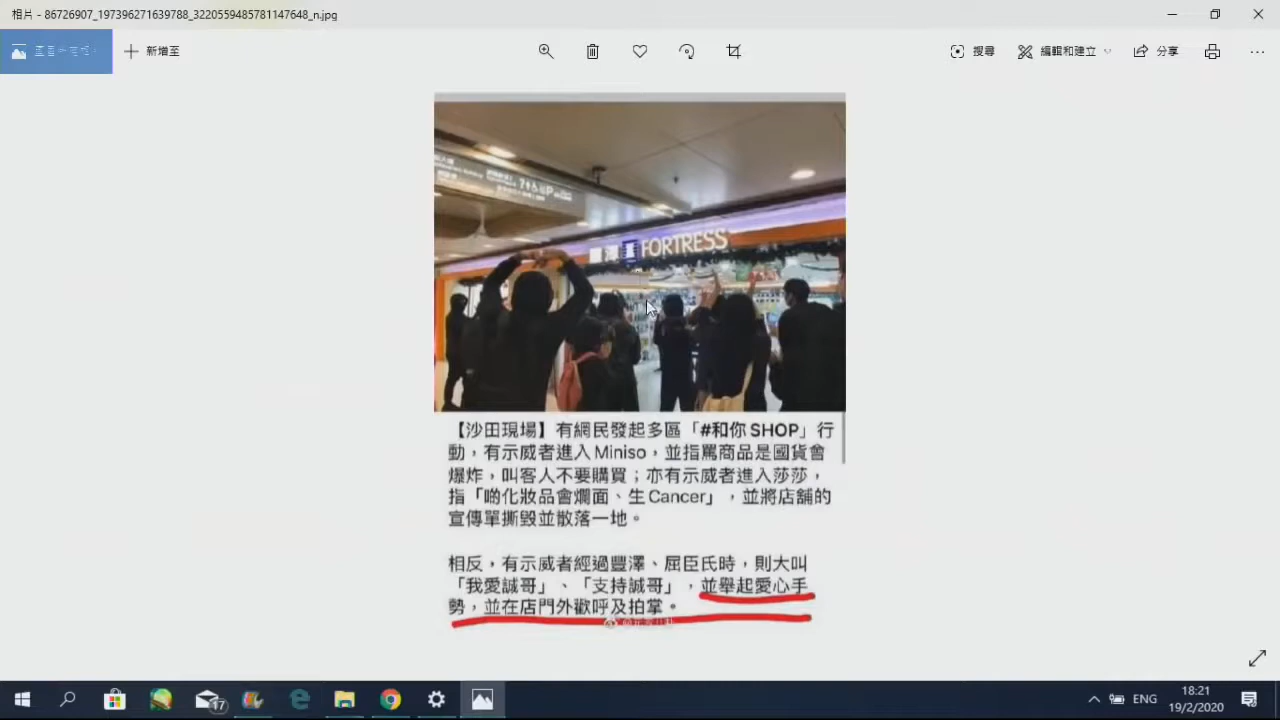 相片 - 86726907_197396271639788_3220559485781147648_n.jpg
新增至
搜尋
編輯和建立
分享
豐澤 FORTRESS
【沙田現場】有網民發起多區「#和你SHOP」行
動，有示威者進入Miniso，並指罵商品是國貨會
爆炸，叫客人不要購買；亦有示威者進入莎莎，
指「啲化妝品會爛面、生Cancer」，並將店舖的
宣傳單撕毀並散落一地。
相反，有示威者經過豐澤、屈臣氏時，則大叫
「我愛誠哥」、「支持誠哥」，並舉起愛心手
勢，並在店門外歡呼及拍掌。
17
ENG
18:21
19/2/2020